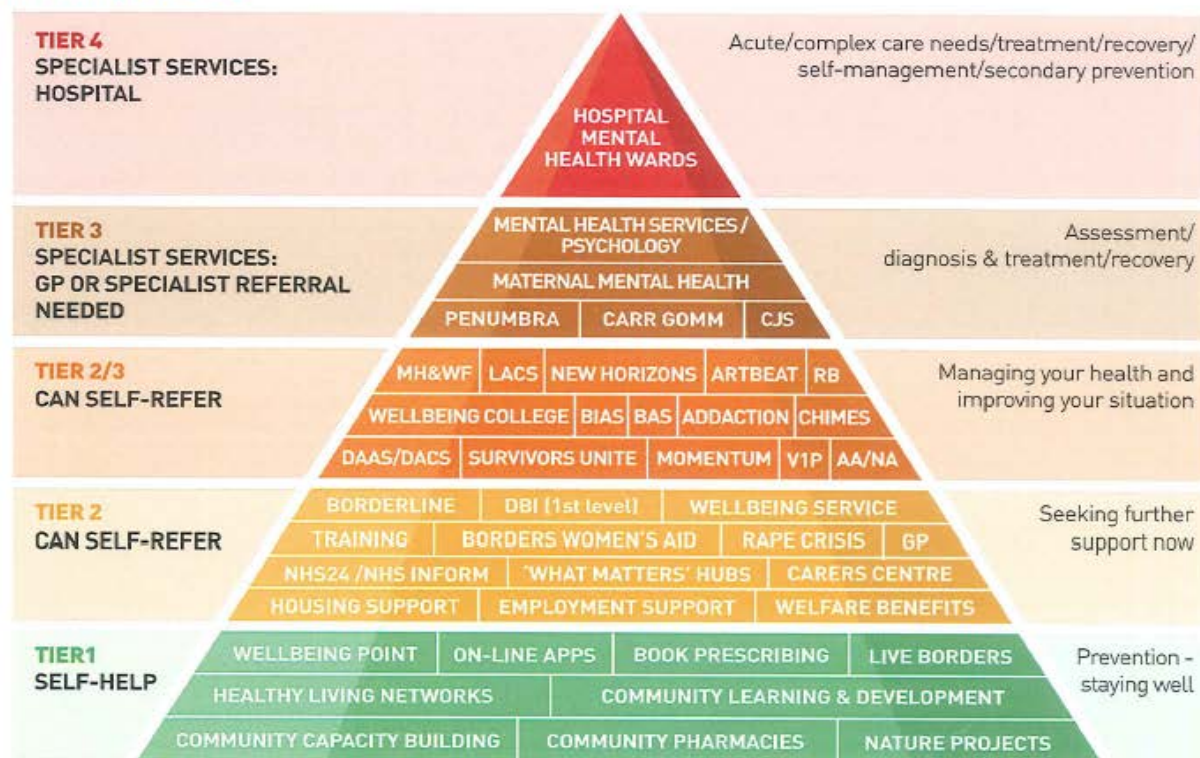 TIER 4
SPECIALIST SERVICES:
HOSPITAL
HOSPITAL
MENTAL
HEALTH WARDS
Acute/complex care needs/treatment/recovery/
self-management/secondary prevention
TIER 3
SPECIALIST SERVICES:
GP OR SPECIALIST REFERRAL
NEEDED
MENTAL HEALTH SERVICES /
PSYCHOLOGY
MATERNAL MENTAL HEALTH
PENUMBRA CARR GOMM CJS
Assessment/
diagnosis & treatment/recovery
TIER 2/3
CAN SELF-REFER
MH&WF LACS NEW HORIZONS ARTBEAT RB
WELLBEING COLLEGE BIAS BAS ADDACTION CHIMES
DAAS/DACS SURVIVORS UNITE MOMENTUM V1P AA/NA
Managing your health and
improving your situation
TIER 2
CAN SELF-REFER
BORDERLINE DBI [1st level] WELLBEING SERVICE
TRAINING BORDERS WOMEN'S AID RAPE CRISIS GP
NHS24 /NHS INFORM 'WHAT MATTERS' HUBS CARERS CENTRE
HOUSING SUPPORT EMPLOYMENT SUPPORT WELFARE BENEFITS
Seeking further
support now
TIER1
SELF-HELP
WELLBEING POINT ON-LINE APPS BOOK PRESCRIBING LIVE BORDERS
HEALTHY LIVING NETWORKS COMMUNITY LEARNING & DEVELOPMENT
COMMUNITY CAPACITY BUILDING COMMUNITY PHARMACIES NATURE PROJECTS
Prevention -
staying well